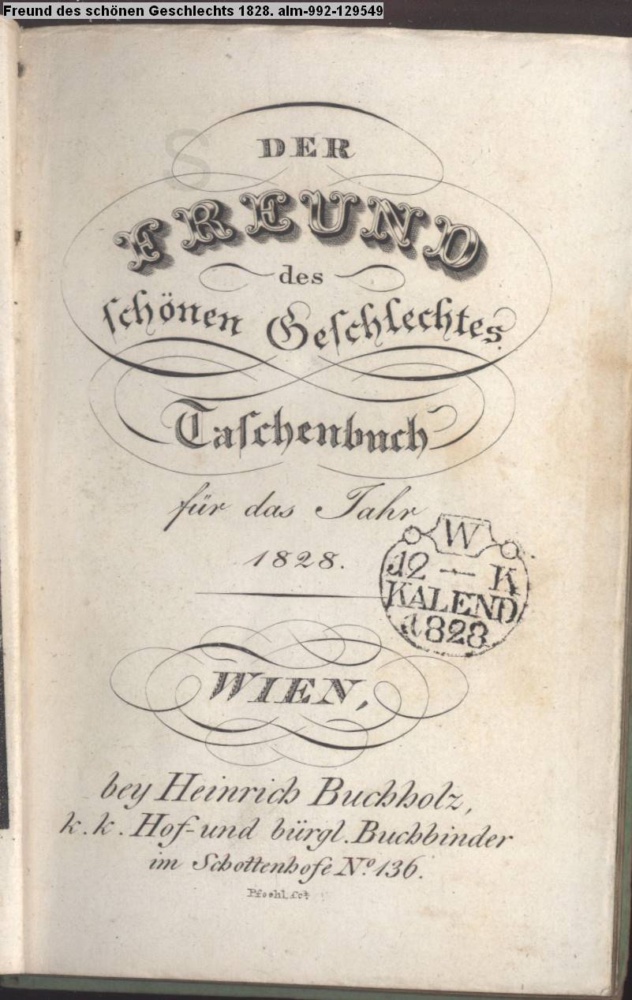 Freund des schönen Geschlechts 1828. alm-992-129549
DER
FREUND
des
schönen Geschlechtes.
Taschenbuch
für das Jahr
1828.
W
12 — K
KALEND
1828
WIEN,
bey Heinrich Buchholz,
k. k. Hof- und bürgl. Buchbinder
im Schottenhofe No. 136.